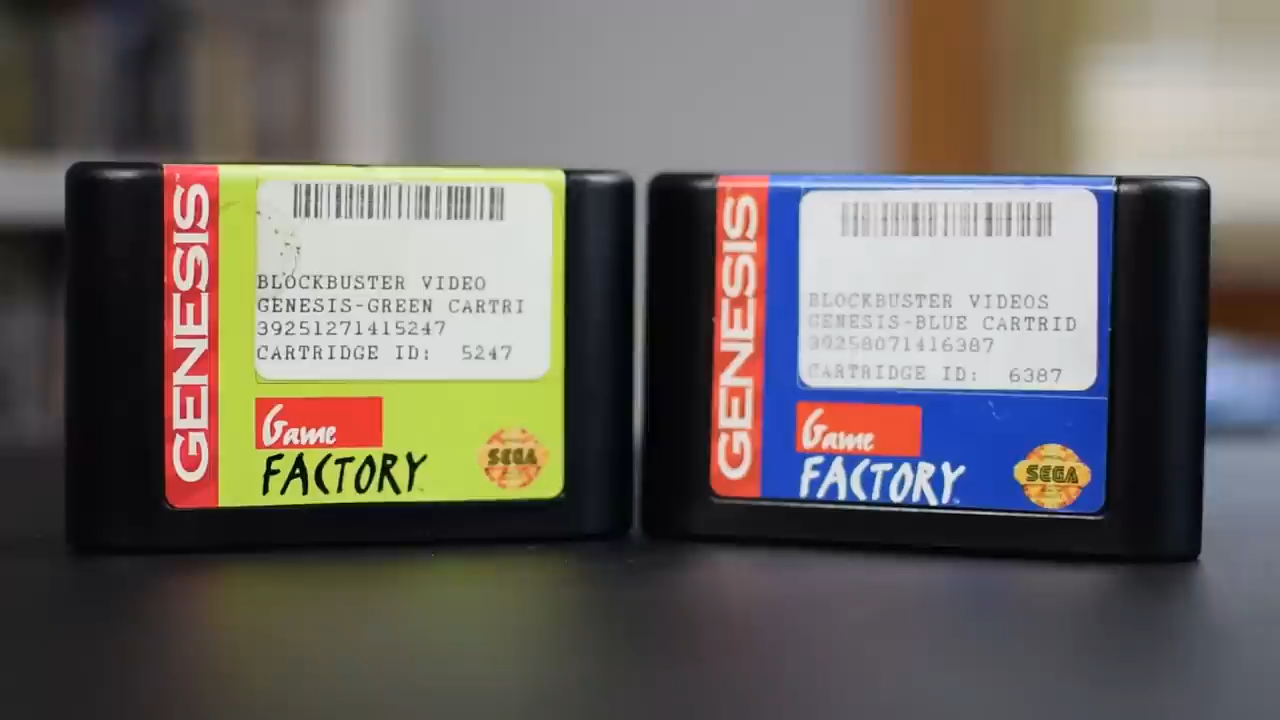 GENESIS
BLOCKBUSTER VIDEO
GENESIS-GREEN CARTRI
39251271415247
CARTRIDGE ID: 5247
Game
FACTORY
SEGA
GENESIS
BLOCKBUSTER VIDEOS
GENESIS-BLUE CARTRID
39258071416387
CARTRIDGE ID: 6387
Game
FACTORY
SEGA